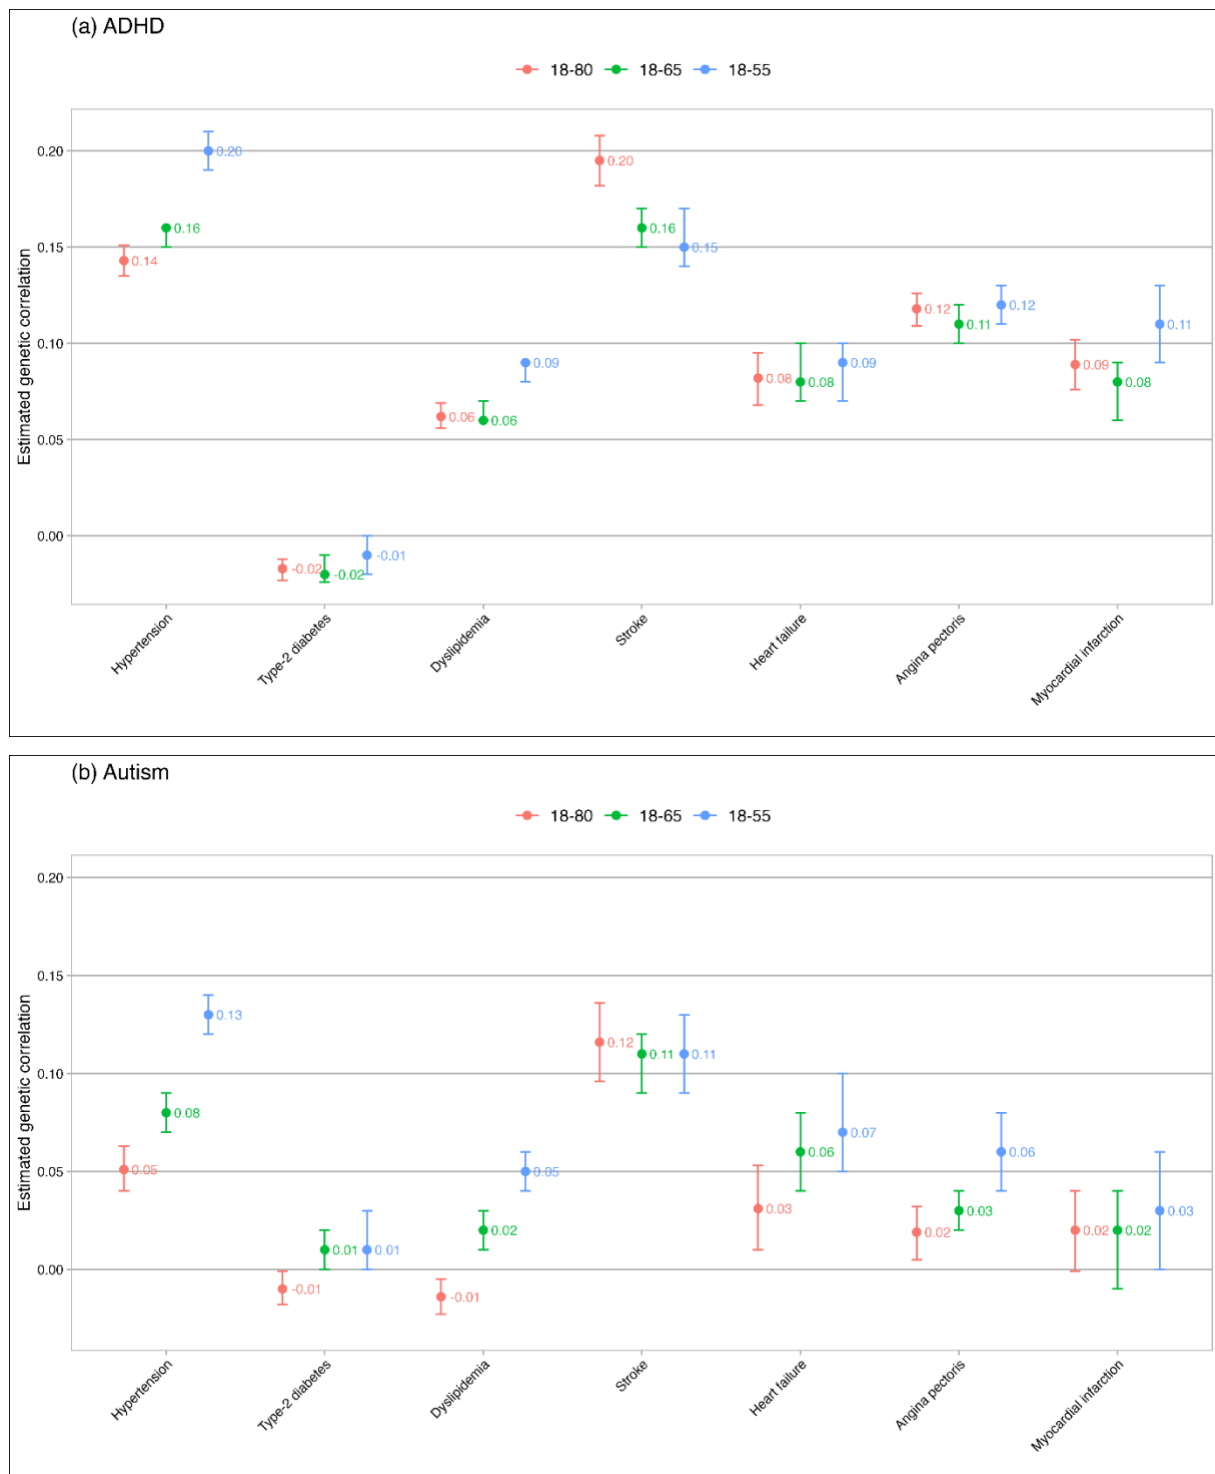 (a) ADHD
18-80 18-65 18-55
Estimated genetic correlation
0.20
0.15
0.10
0.05
0.00
0.14 0.16 0.20
-0.02 -0.02 -0.01
0.06 0.06 0.09
0.20 0.16 0.15
0.08 0.08 0.09
0.12 0.11 0.12
0.09 0.08 0.11
Hypertension
Type-2 diabetes
Dyslipidemia
Stroke
Heart failure
Angina pectoris
Myocardial infarction
(b) Autism
18-80 18-65 18-55
Estimated genetic correlation
0.20
0.15
0.10
0.05
0.00
0.05 0.08 0.13
-0.01 0.01 0.01
-0.01 0.02 0.05
0.12 0.11 0.11
0.03 0.06 0.07
0.02 0.03 0.06
0.02 0.02 0.03
Hypertension
Type-2 diabetes
Dyslipidemia
Stroke
Heart failure
Angina pectoris
Myocardial infarction